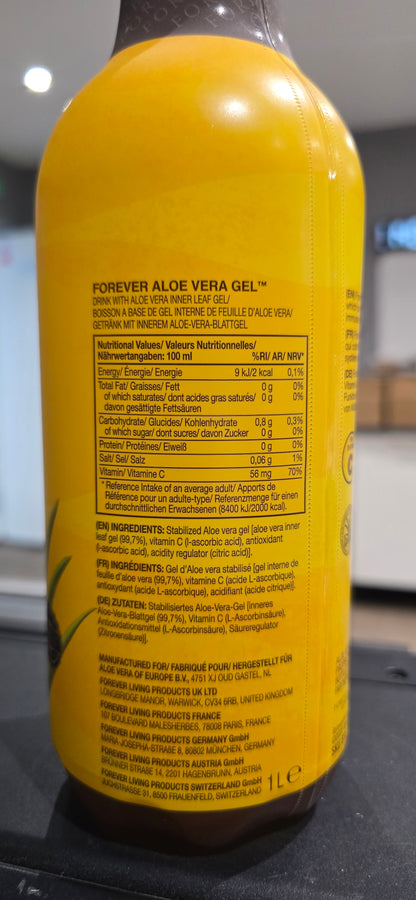 FOREVER ALOE VERA GEL™
DRINK WITH ALOE VERA INNER LEAF GEL/
BOISSON A BASE DE GEL INTERNE DE FEUILLE D'ALOE VERA/
GETRÄNK MIT INNEREM ALOE-VERA-BLATTGEL
Nutritional Values/ Valeurs Nutritionnelles/
Nährwertangaben: 100 ml %RI/ AR/ NRV*
Energy/ Énergie/ Energie 9 kJ/2 kcal 0,1%
Total Fat/ Graisses/ Fett 0 g 0%
of which saturates/ dont acides gras saturés/ 0 g 0%
davon gesättigte Fettsäuren
Carbohydrate/ Glucides/ Kohlenhydrate 0,8 g 0,3%
of which sugar/ dont sucres/ davon Zucker 0 g 0%
Protein/ Protéines/ Eiweiß 0 g 0%
Salt/ Sel/ Salz 0,06 g 1%
Vitamin/ Vitamine C 56 mg 70%
* Reference Intake of an average adult/ Apports de
Référence pour un adulte-type/ Referenzmenge für einen
durchschnittlichen Erwachsenen (8400 kJ/2000 kcal).
(EN) INGREDIENTS: Stabilized Aloe vera gel [aloe vera inner
leaf gel (99,7%), vitamin C (l-ascorbic acid), antioxidant
(l-ascorbic acid), acidity regulator (citric acid)].
(FR) INGRÉDIENTS: Gel d'Aloe vera stabilisé [gel interne de
feuille d'aloe vera (99,7%), vitamine C (acide L-ascorbique),
antioxydant (acide L-ascorbique), acidifiant (acide citrique)].
(DE) ZUTATEN: Stabilisiertes Aloe-Vera-Gel [inneres
Aloe-Vera-Blattgel (99,7%), Vitamin C (L-Ascorbinsäure),
Antioxidationsmittel (L-Ascorbinsäure), Säureregulator
(Zitronensäure)].
MANUFACTURED FOR/ FABRIQUÉ POUR/ HERGESTELLT FÜR
ALOE VERA OF EUROPE B.V., 4751 XJ OUD GASTEL, NL
FOREVER LIVING PRODUCTS UK LTD
LONGBRIDGE MANOR, WARWICK, CV34 6RB, UNITED KINGDOM
FOREVER LIVING PRODUCTS FRANCE
107 BOULEVARD MALESHERBES, 75008 PARIS, FRANCE
FOREVER LIVING PRODUCTS GERMANY GmbH
MARIA-JOSEPHA-STRAßE 8, 80802 MÜNCHEN, GERMANY
FOREVER LIVING PRODUCTS AUSTRIA GmbH
BRÜNNER STRAßE 14, 2201 HAGENBRUNN, AUSTRIA
FOREVER LIVING PRODUCTS SWITZERLAND GmbH
JUCHSTRASSE 31, 8500 FRAUENFELD, SWITZERLAND
1L℮